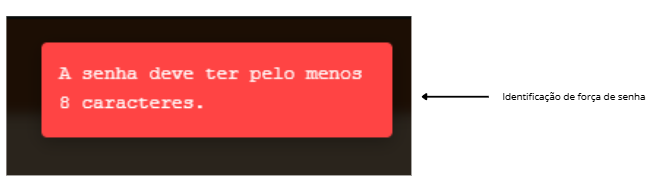 A senha deve ter pelo menos
8 caracteres.
Identificação de força de senha